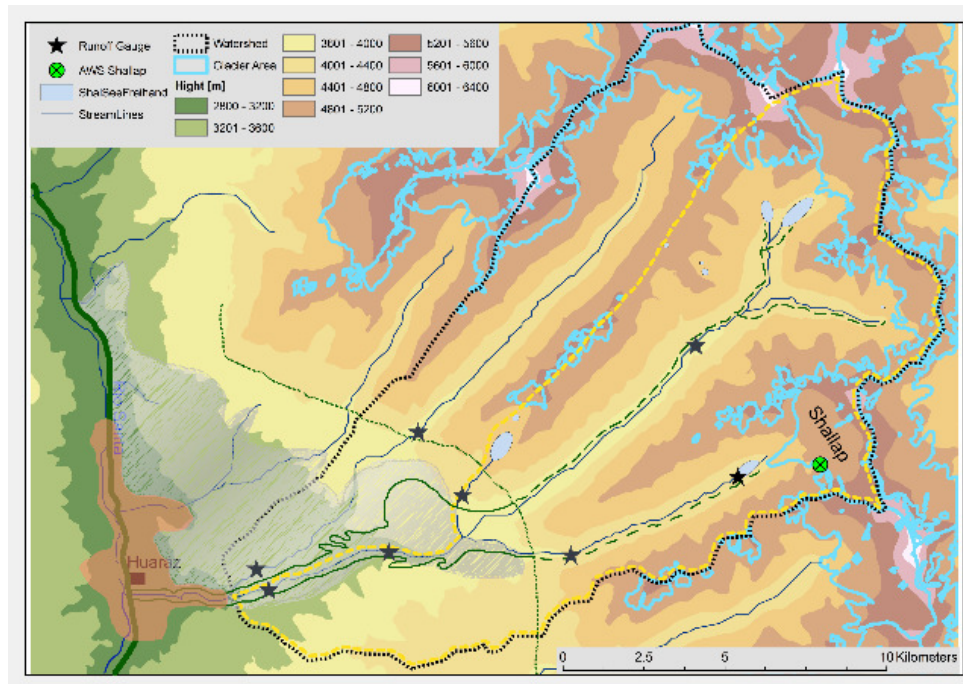 Runoff Gauge
AWS Shallap
ShalSeeFreihand
StreamLines
Watershed
Glacier Area
Hight [m]
2800 - 3200
3201 - 3600
3601 - 4000
4001 - 4400
4401 - 4800
4801 - 5200
5201 - 5600
5601 - 6000
6001 - 6400
Shallap
Huaraz
0 2.5 5 10 Kilometers